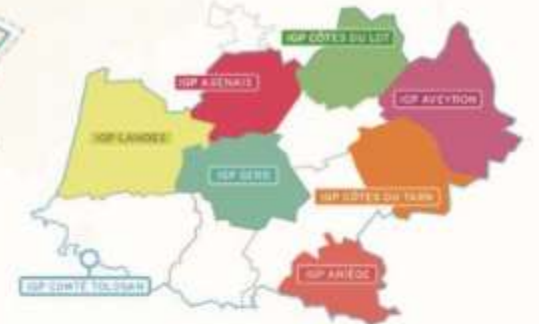 IGP CÔTES DU LOT
IGP AGENAIS
IGP AVEYRON
IGP LANDES
IGP GERS
IGP CÔTES DU TARN
IGP ARIÈGE
IGP COMTÉ TOLOSAN